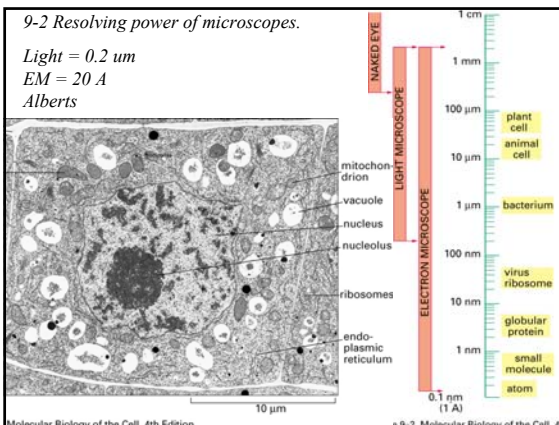 9-2 Resolving power of microscopes.
Light = 0.2 um
EM = 20 A
Alberts
mitochon-
drion
vacuole
nucleus
nucleolus
ribosomes
endo-
plasmic
reticulum
10 µm
Molecular Biology of the Cell, 4th Edition
NAKED EYE
LIGHT MICROSCOPE
ELECTRON MICROSCOPE
1 cm
1 mm
100 µm
plant
cell
animal
cell
10 µm
1 µm
bacterium
100 nm
virus
ribosome
10 nm
globular
protein
1 nm
small
molecule
atom
0.1 nm
(1 Å)
9-2 Molecular Biology of the Cell, 4